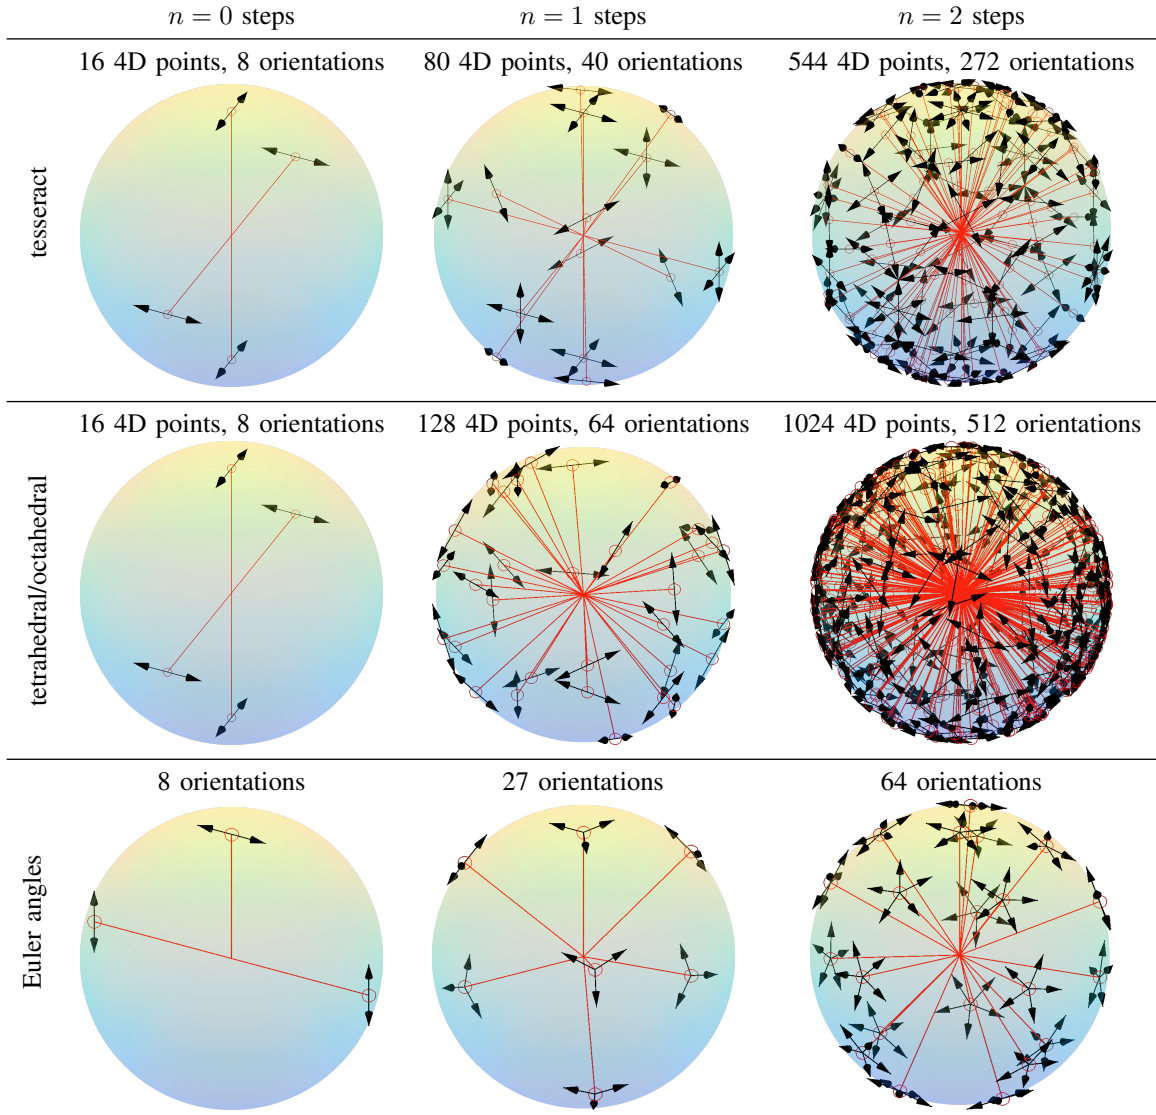 n = 0 steps
n = 1 steps
n = 2 steps
tesseract
16 4D points, 8 orientations
80 4D points, 40 orientations
544 4D points, 272 orientations
tetrahedral/octahedral
16 4D points, 8 orientations
128 4D points, 64 orientations
1024 4D points, 512 orientations
Euler angles
8 orientations
27 orientations
64 orientations